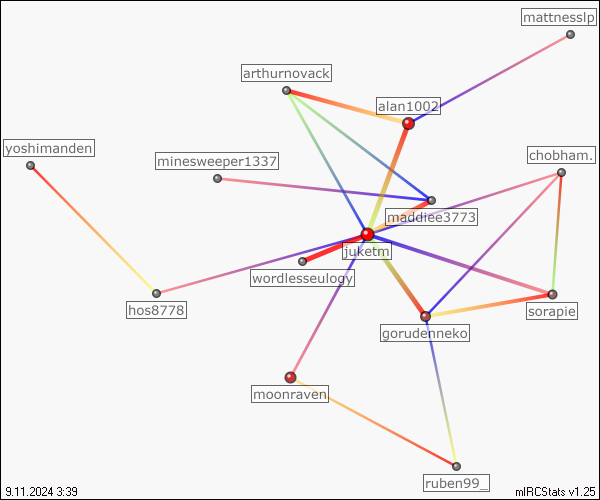 mattnesslp
arthurnovack
alan1002
yoshimanden
minesweeper1337
chobham.
maddiee3773
juketm
wordlesseulogy
hos8778
sorapie
gorudenneko
moonraven
ruben99_
9.11.2024 3:39
mIRCStats v1.25